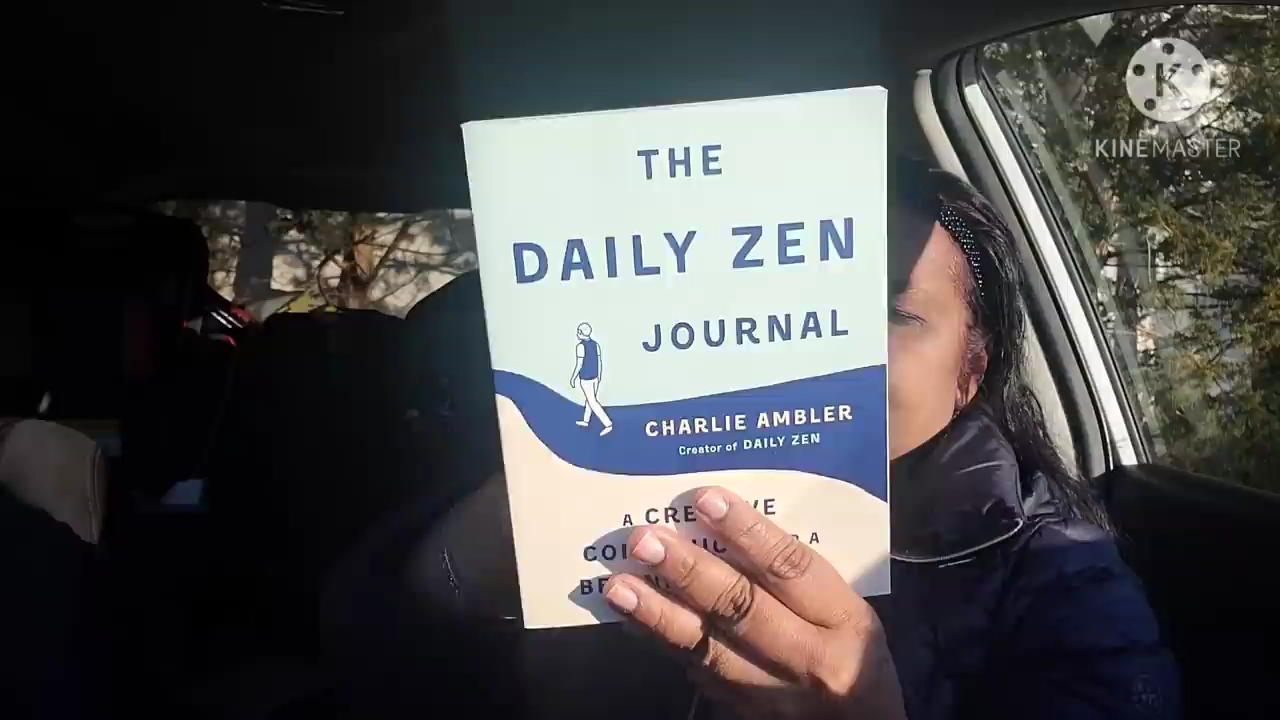 THE
DAILY ZEN
JOURNAL
CHARLIE AMBLER
Creator of DAILY ZEN
A
A
K
KINEMASTER